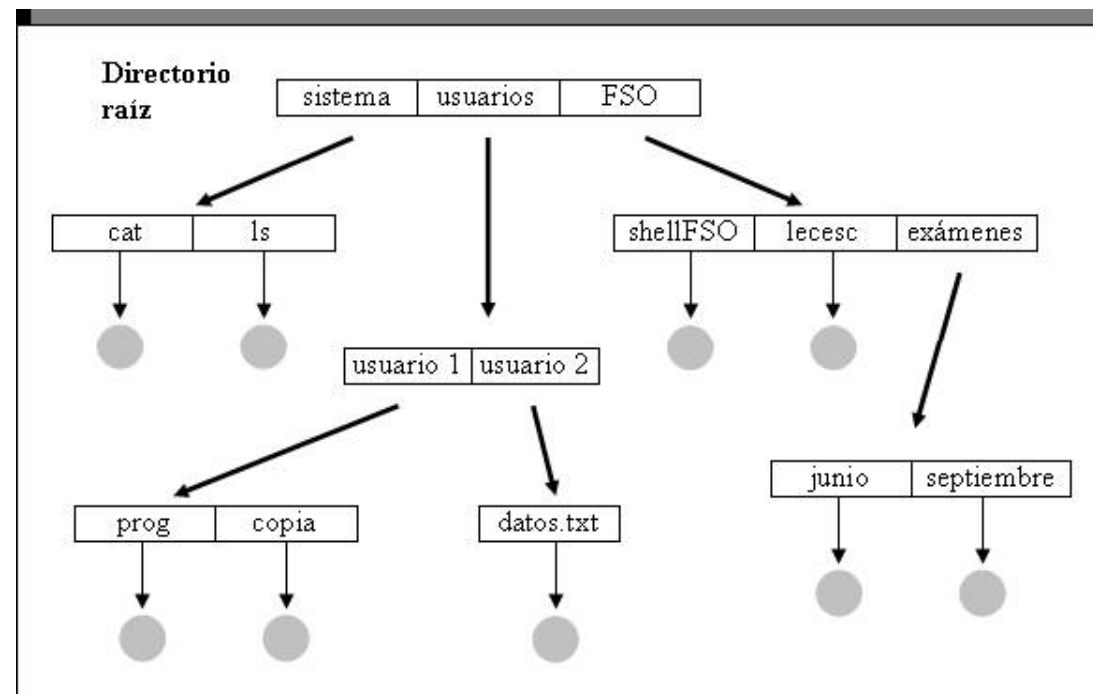 Directorio
raíz
sistema usuarios FSO
cat ls
shellFSO lecesc exámenes
usuario 1 usuario 2
junio septiembre
prog copia
datos.txt